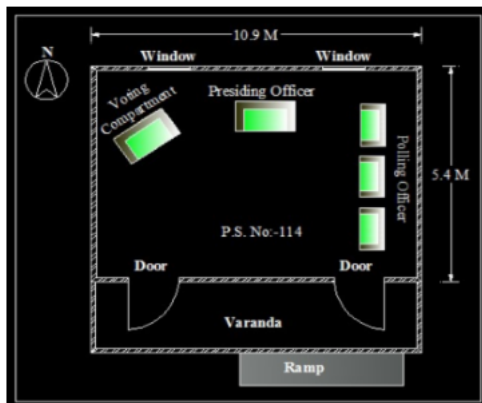 10.9 M
N
Window
Window
Voting
Compartment
Presiding Officer
Polling Officer
5.4 M
P.S. No:-114
Door
Door
Varanda
Ramp